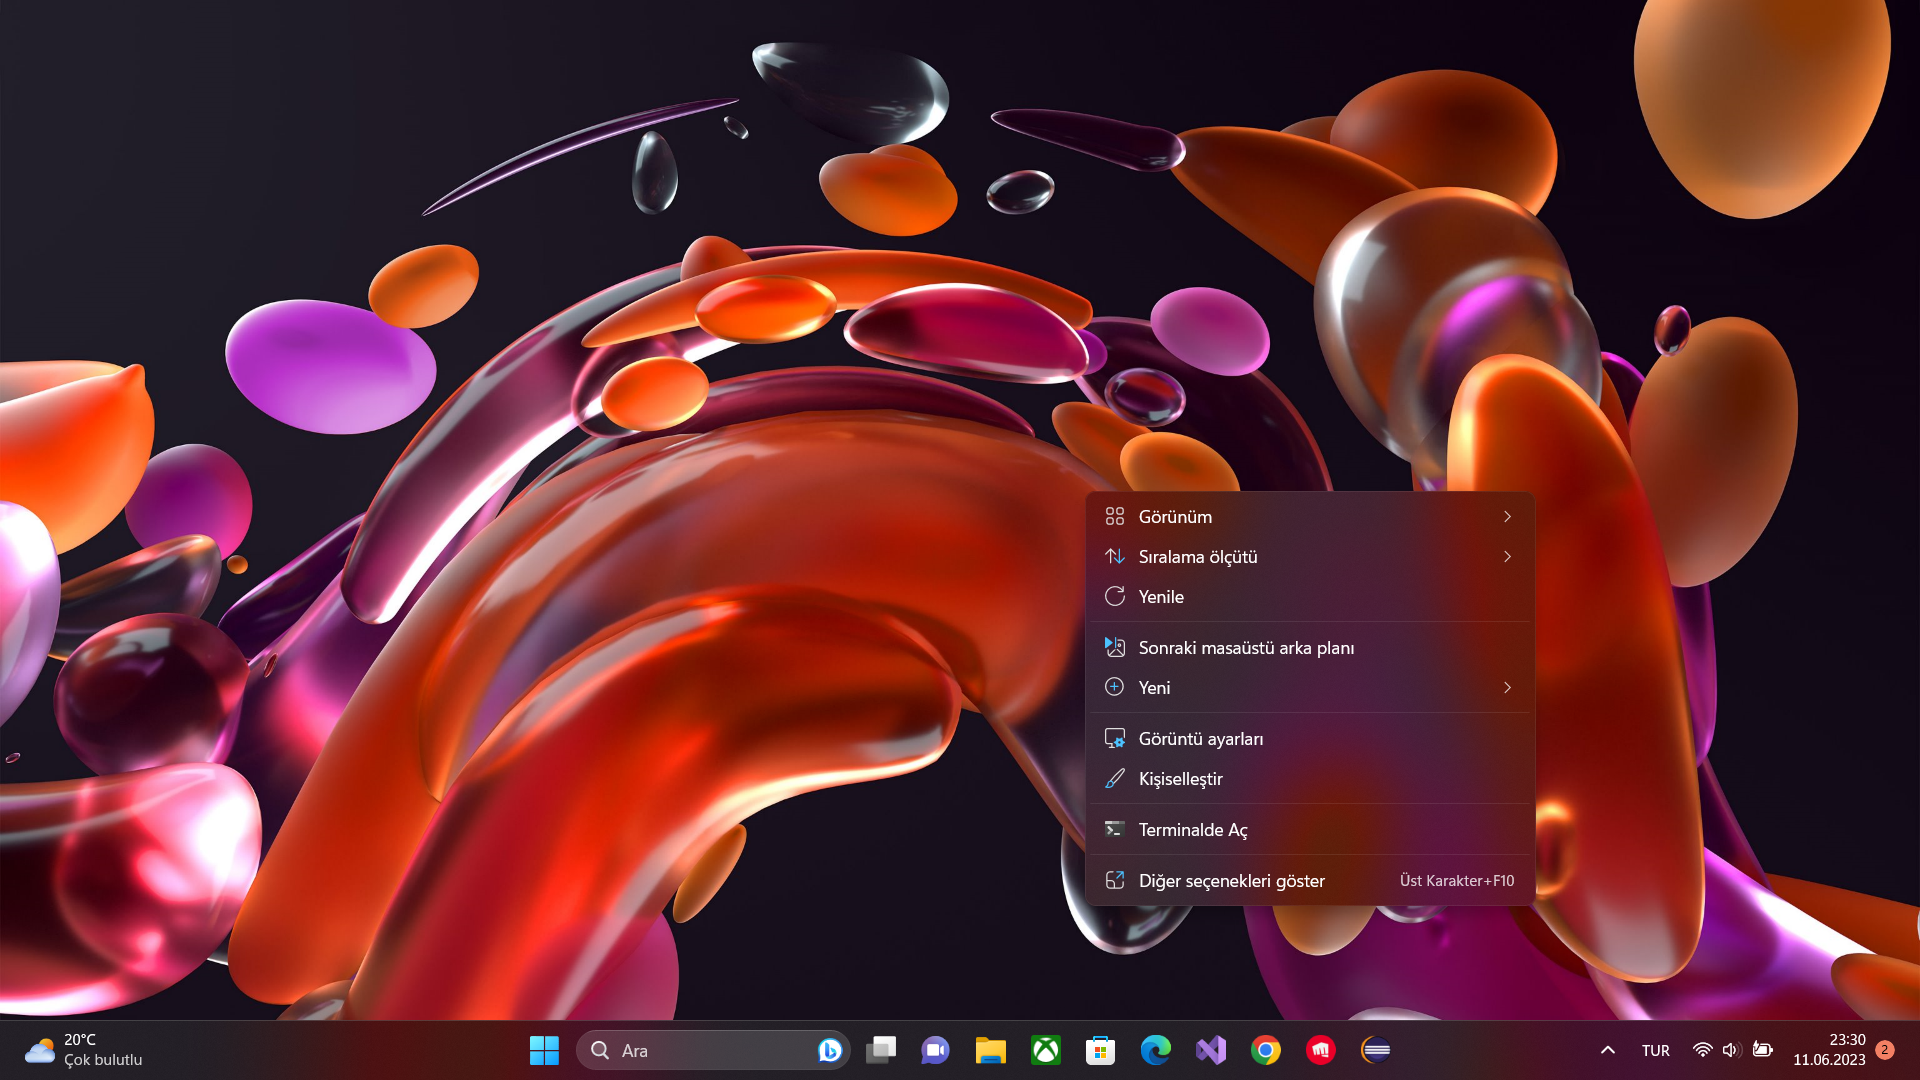 Görünüm
Sıralama ölçütü
Yenile
Sonraki masaüstü arka planı
Yeni
Görüntü ayarları
Kişiselleştir
Terminalde Aç
Diğer seçenekleri göster Üst Karakter+F10
20°C
Çok bulutlu
Ara
TUR
23:30
11.06.2023
2